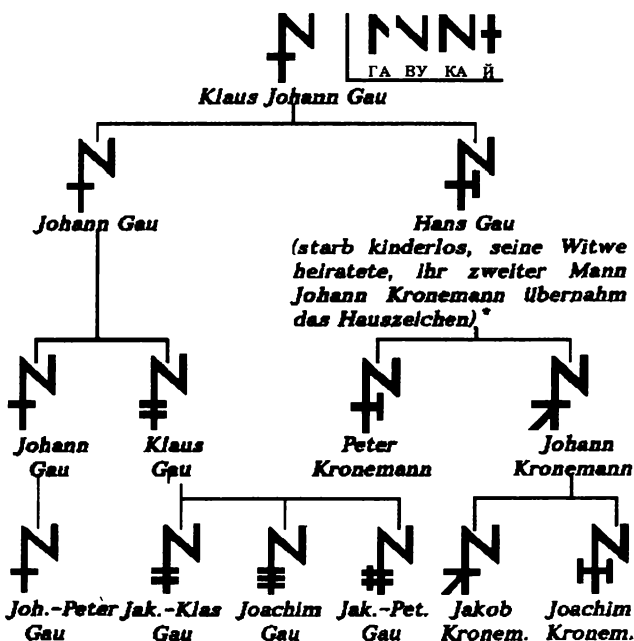 ГА ВУ КА Й
Klaus Johann Gau
Johann Gau
Hans Gau
(starb kinderlos, seine Witwe
heiratete, ihr zweiter Mann
Johann Kronemann übernahm
das Hauszeichen)*
Johann
Gau
Klaus
Gau
Peter
Kronemann
Johann
Kronemann
Joh.-Peter
Gau
Jak.-Klas
Gau
Joachim
Gau
Jak.-Pet.
Gau
Jakob
Kronem.
Joachim
Kronem.